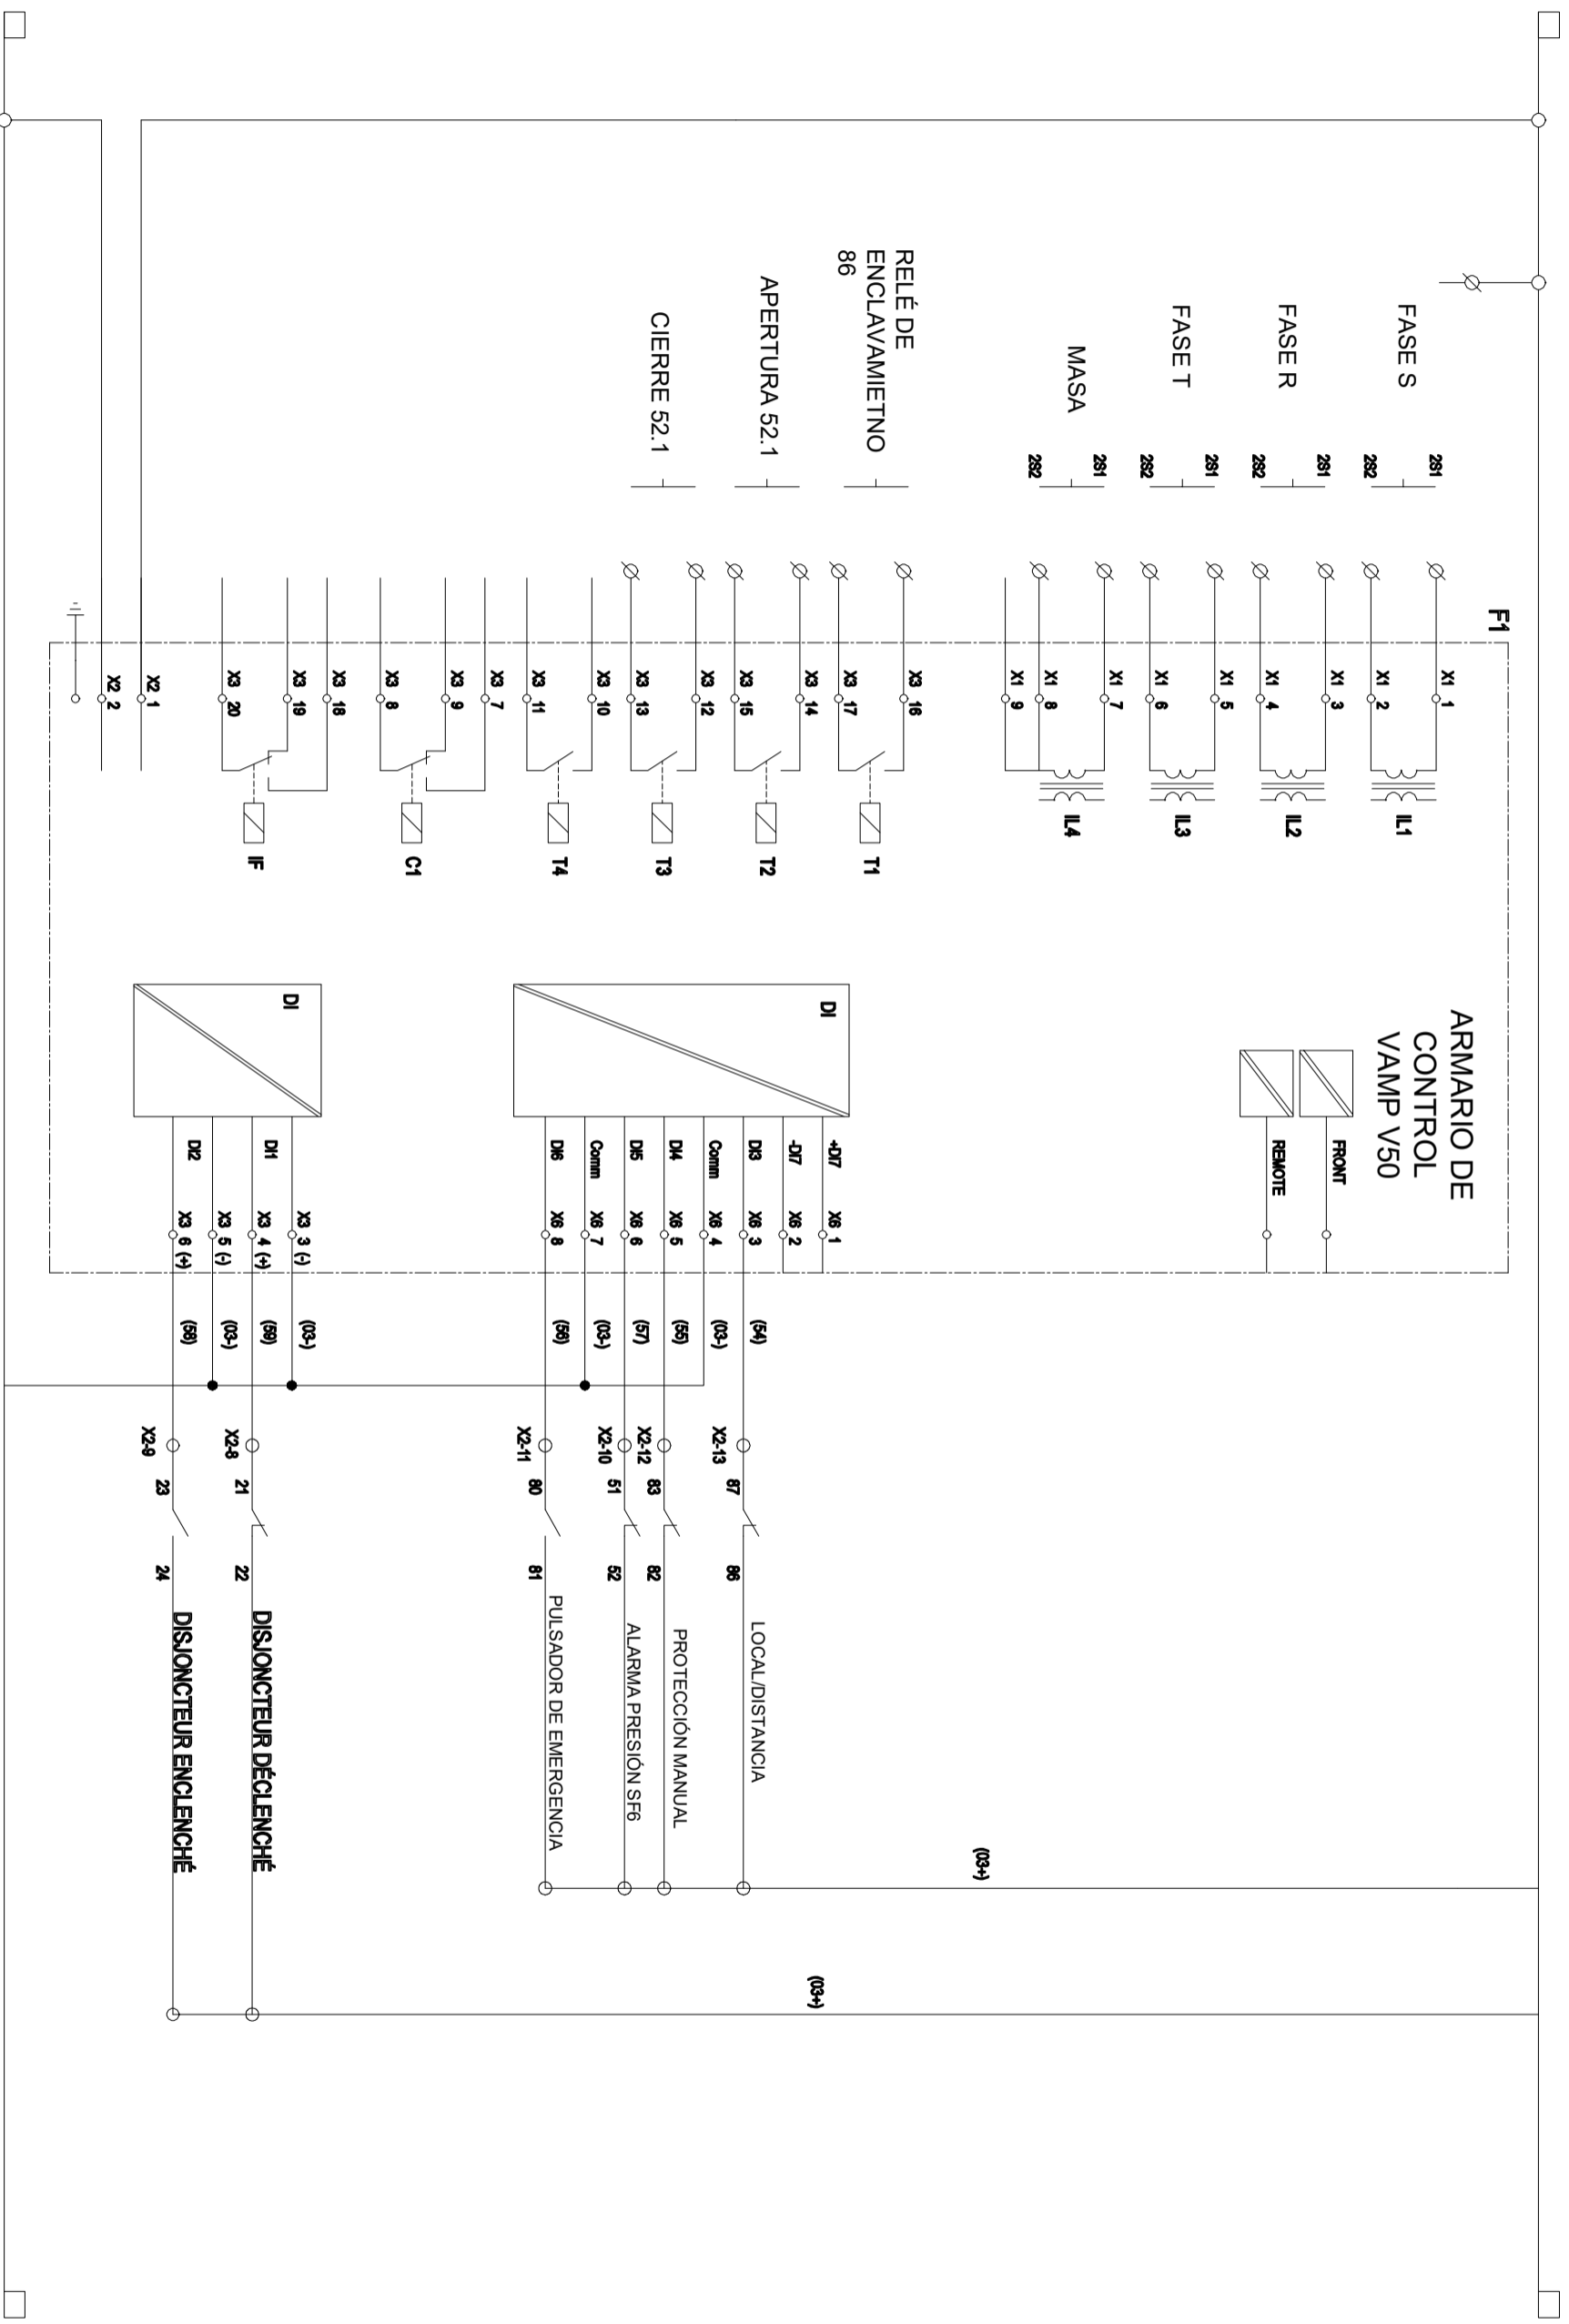 F1
ARMARIO DE
CONTROL
VAMP V50
FASE S
2S1
2S2
X1 1
X1 2
IL1
FASE R
2S1
2S2
X1 3
X1 4
IL2
FASE T
2S1
2S2
X1 5
X1 6
IL3
MASA
2S1
2S2
X1 7
X1 8
X1 9
IL4
RELÉ DE
ENCLAVAMIETNO
86
X3 16
X3 17
T1
APERTURA 52.1
X3 14
X3 15
T2
CIERRE 52.1
X3 12
X3 13
T3
X3 10
X3 11
T4
X3 7
X3 9
X3 8
C1
X3 18
X3 19
X3 20
IF
X2 1
X2 2
FRONT
REMOTE
DI
+DI7 X6 1
-DI7 X6 2
DI3 X6 3 (54) X2-13 87 86 LOCAL/DISTANCIA
Comm X6 4 (03-)
DI4 X6 5 (55) X2-12 83 82 PROTECCIÓN MANUAL
DI5 X6 6 (57) X2-10 51 52 ALARMA PRESIÓN SF6
Comm X6 7 (03-)
DI6 X6 8 (56) X2-11 80 81 PULSADOR DE EMERGENCIA
(03+)
DI
X3 3 (-) (03-)
DI1 X3 4 (+) (59) X2-8 21 22 DISJONCTEUR DÉCLENCHÉ
X3 5 (-) (03-)
DI2 X3 6 (+) (58) X2-9 23 24 DISJONCTEUR ENCLENCHÉ
(03+)